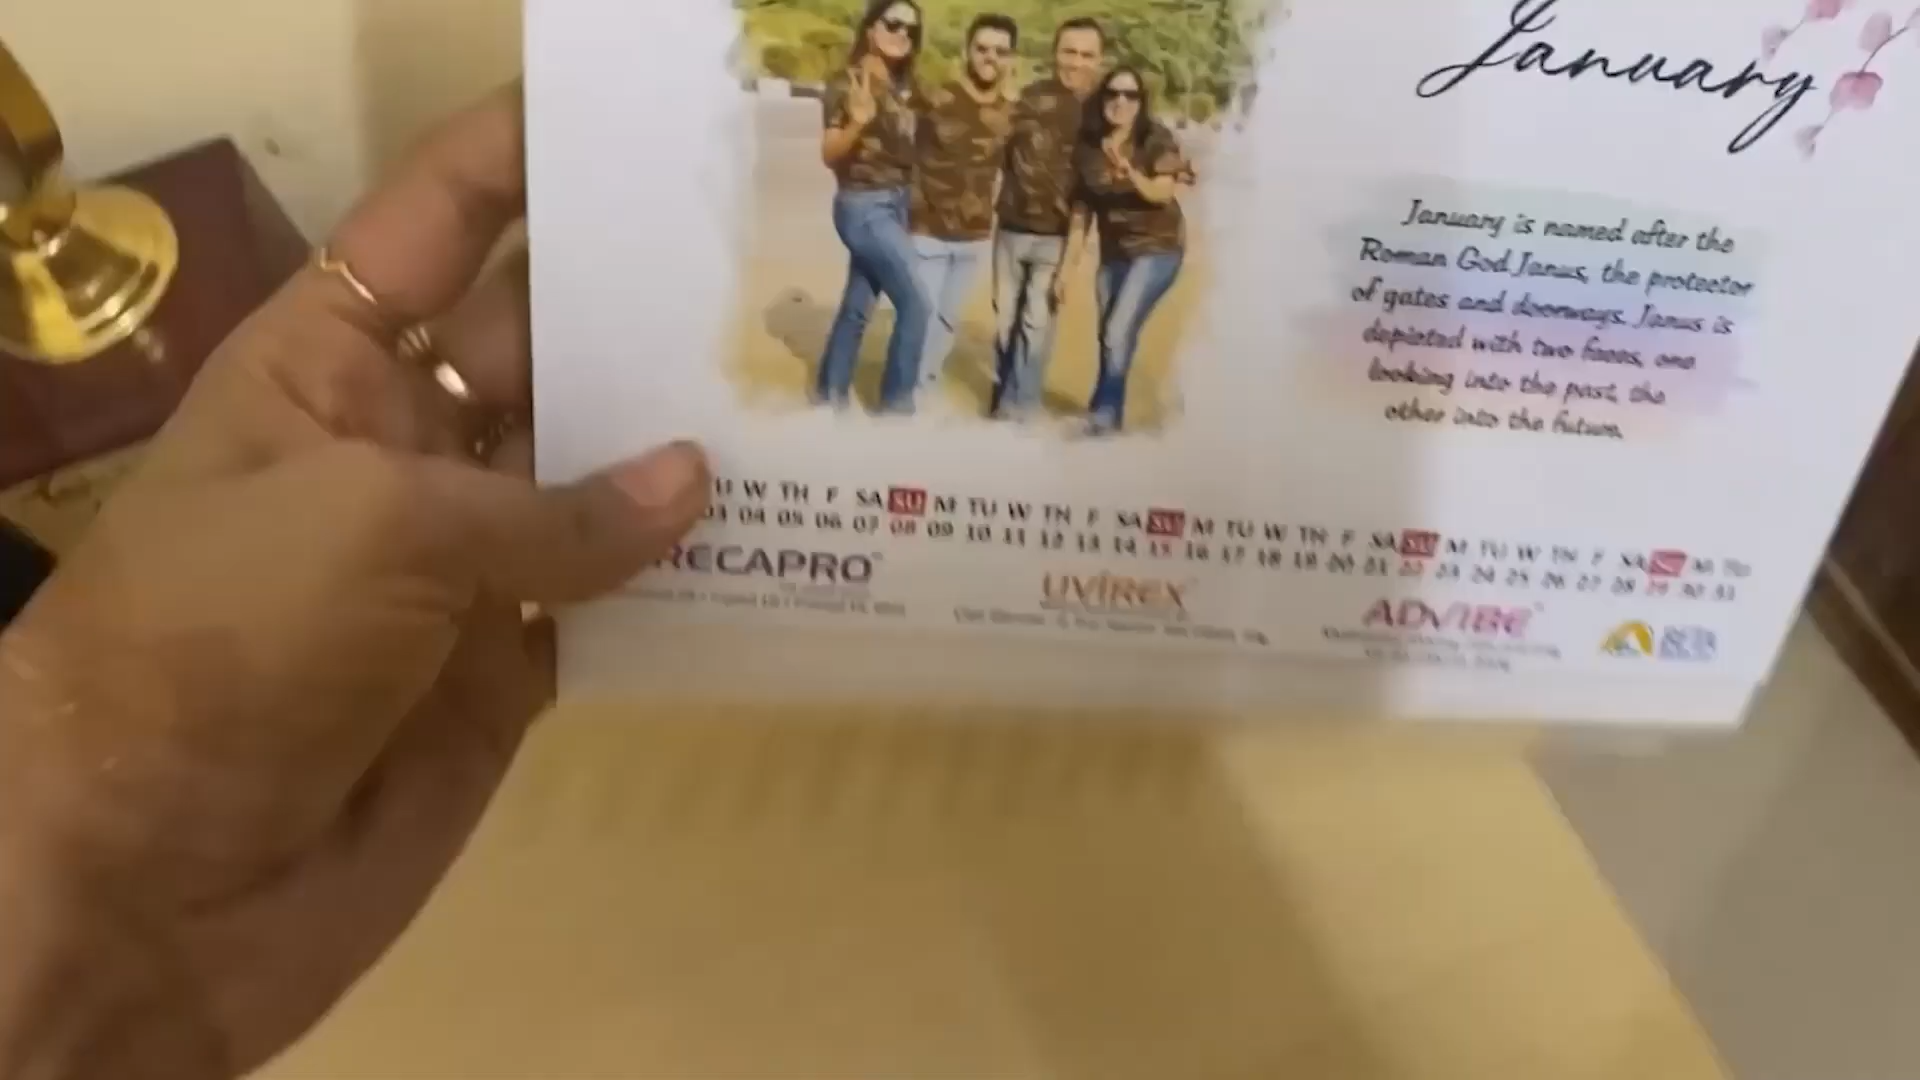 January
January is named after the
Roman God Janus, the protector
of gates and doorways. Janus is
depicted with two faces, one
looking into the past, the
other into the future.
U W TH F SA SU M TU W TH F SA SU M TU W TH F SA SU M TU W TH F SA SU M TU
03 04 05 06 07 08 09 10 11 12 13 14 15 16 17 18 19 20 21 22 23 24 25 26 27 28 29 30 31
RECAPRO™
UVIREX
ADVIBE
BETA